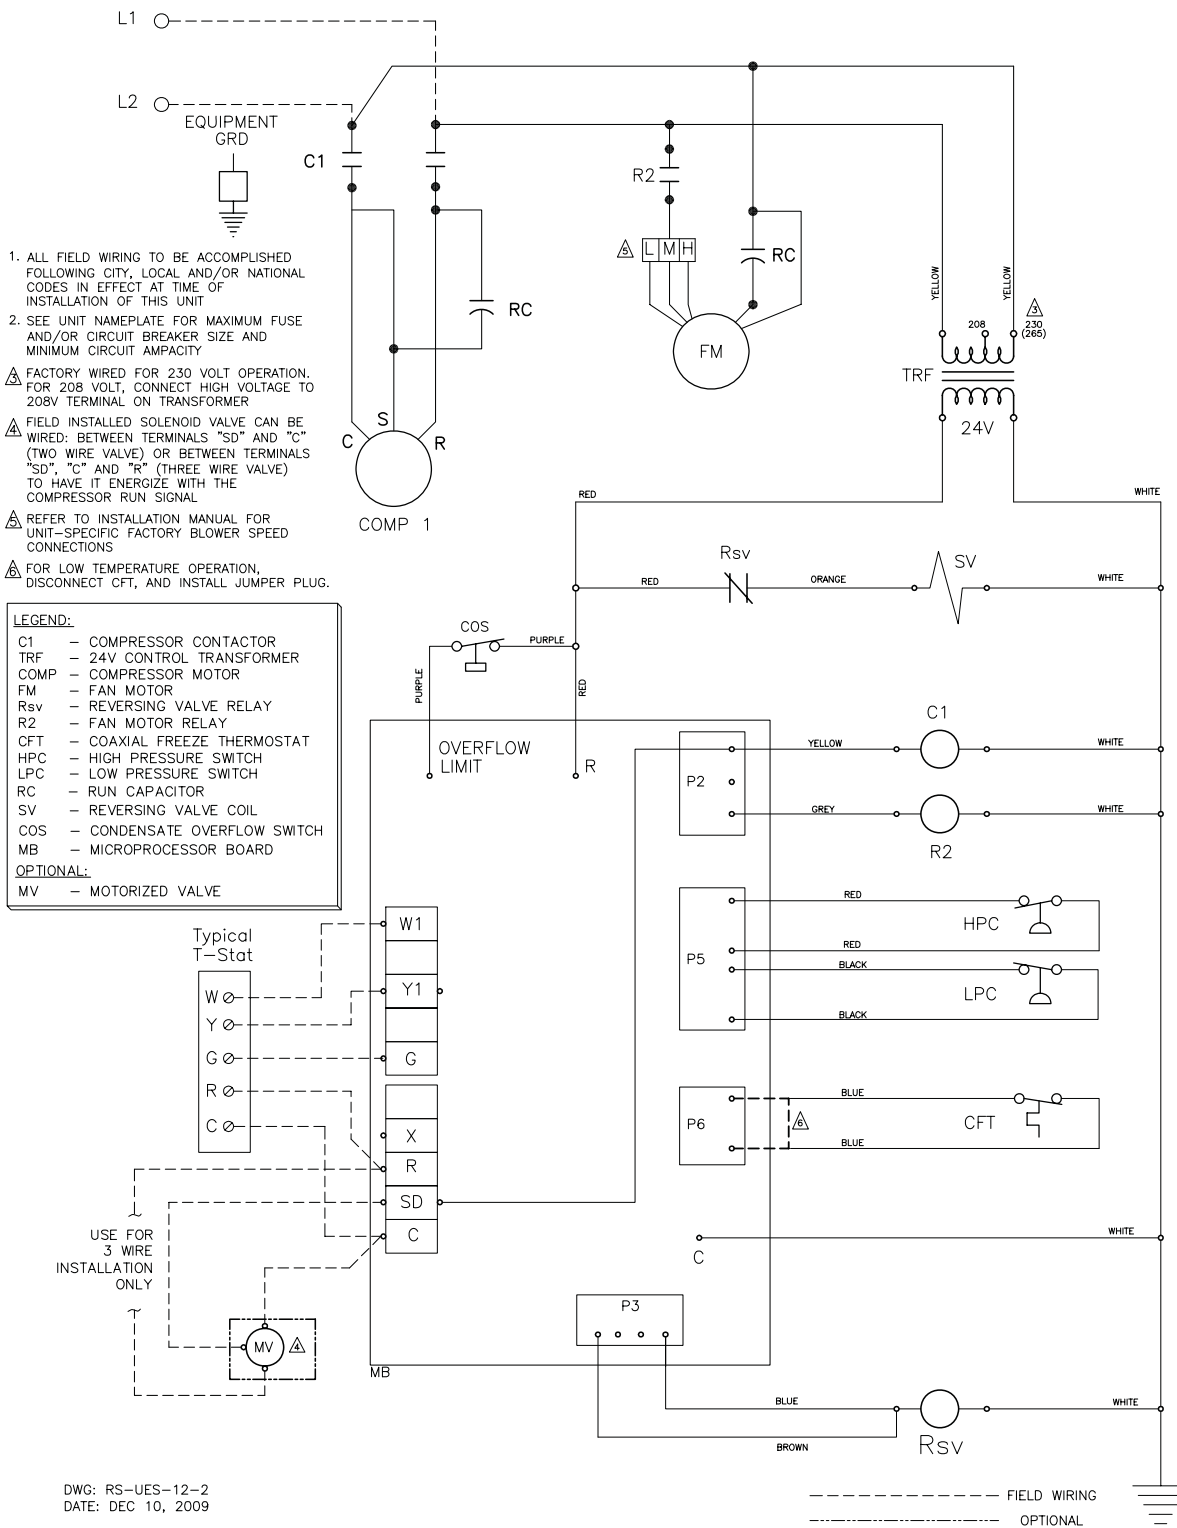 L1
L2
EQUIPMENT
GRD
C1
R2
5
L M H
RC
RC
FM
YELLOW
YELLOW
3
208
230
(265)
TRF
24V
C
S
R
COMP 1
1. ALL FIELD WIRING TO BE ACCOMPLISHED
FOLLOWING CITY, LOCAL AND/OR NATIONAL
CODES IN EFFECT AT TIME OF
INSTALLATION OF THIS UNIT
2. SEE UNIT NAMEPLATE FOR MAXIMUM FUSE
AND/OR CIRCUIT BREAKER SIZE AND
MINIMUM CIRCUIT AMPACITY
3 FACTORY WIRED FOR 230 VOLT OPERATION.
FOR 208 VOLT, CONNECT HIGH VOLTAGE TO
208V TERMINAL ON TRANSFORMER
4 FIELD INSTALLED SOLENOID VALVE CAN BE
WIRED: BETWEEN TERMINALS "SD" AND "C"
(TWO WIRE VALVE) OR BETWEEN TERMINALS
"SD", "C" AND "R" (THREE WIRE VALVE)
TO HAVE IT ENERGIZE WITH THE
COMPRESSOR RUN SIGNAL
5 REFER TO INSTALLATION MANUAL FOR
UNIT-SPECIFIC FACTORY BLOWER SPEED
CONNECTIONS
6 FOR LOW TEMPERATURE OPERATION,
DISCONNECT CFT, AND INSTALL JUMPER PLUG.
LEGEND:
C1 – COMPRESSOR CONTACTOR
TRF – 24V CONTROL TRANSFORMER
COMP – COMPRESSOR MOTOR
FM – FAN MOTOR
Rsv – REVERSING VALVE RELAY
R2 – FAN MOTOR RELAY
CFT – COAXIAL FREEZE THERMOSTAT
HPC – HIGH PRESSURE SWITCH
LPC – LOW PRESSURE SWITCH
RC – RUN CAPACITOR
SV – REVERSING VALVE COIL
COS – CONDENSATE OVERFLOW SWITCH
MB – MICROPROCESSOR BOARD
OPTIONAL:
MV – MOTORIZED VALVE
RED
WHITE
Rsv
SV
RED
ORANGE
WHITE
COS
PURPLE
PURPLE
RED
OVERFLOW
LIMIT
R
P2
YELLOW
C1
WHITE
GREY
R2
WHITE
P5
RED
HPC
RED
BLACK
LPC
BLACK
P6
BLUE
6
CFT
BLUE
C
WHITE
P3
MB
BLUE
WHITE
BROWN
Rsv
Typical
T-Stat
W
Y
G
R
C
W1
Y1
G
X
R
SD
C
USE FOR
3 WIRE
INSTALLATION
ONLY
MV
4
DWG: RS-UES-12-2
DATE: DEC 10, 2009
FIELD WIRING
OPTIONAL